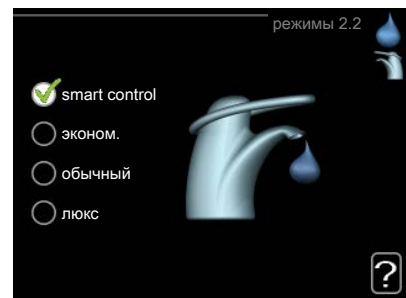 режимы 2.2
smart control
эконом.
обычный
люкс
?